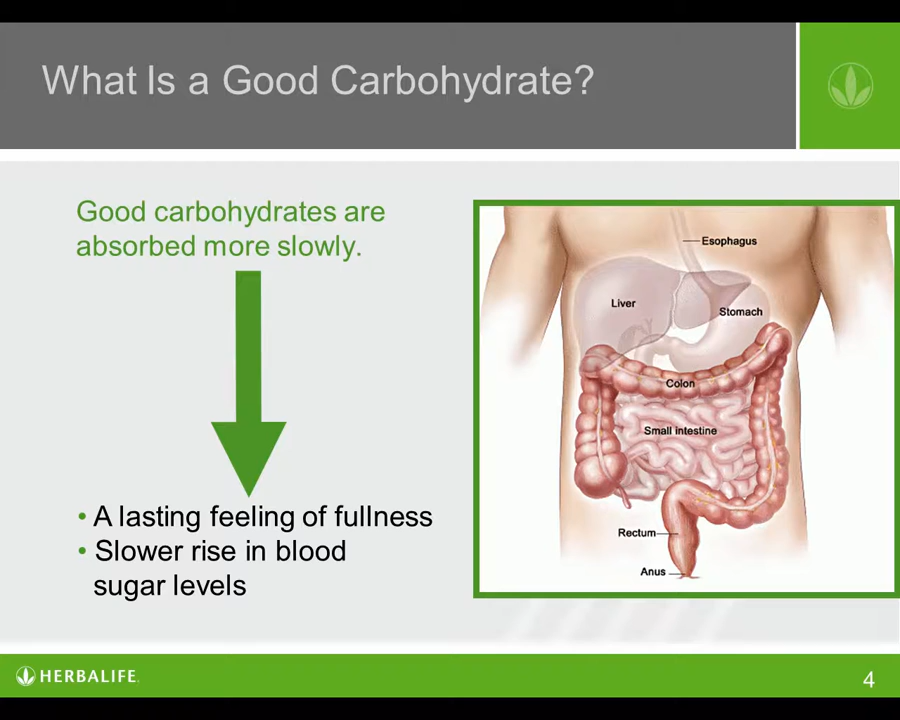 What Is a Good Carbohydrate?
Good carbohydrates are
absorbed more slowly.
• A lasting feeling of fullness
• Slower rise in blood
sugar levels
Esophagus
Liver
Stomach
Colon
Small intestine
Rectum
Anus
HERBALIFE
4